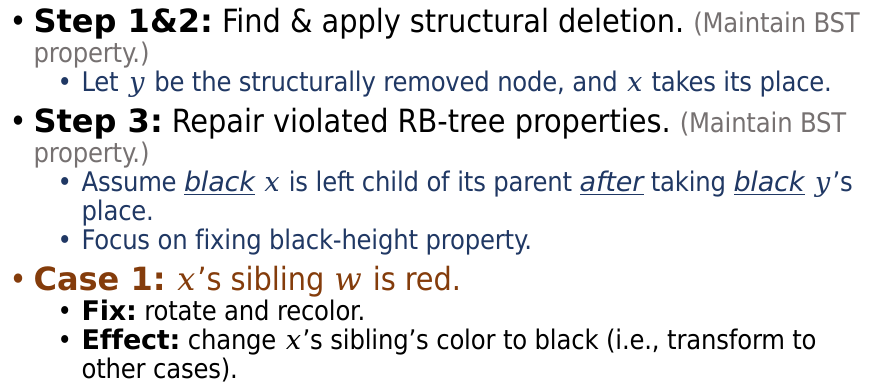 • Step 1&2: Find & apply structural deletion. (Maintain BST
property.)
• Let y be the structurally removed node, and x takes its place.
• Step 3: Repair violated RB-tree properties. (Maintain BST
property.)
• Assume black x is left child of its parent after taking black y’s
place.
• Focus on fixing black-height property.
• Case 1: x’s sibling w is red.
• Fix: rotate and recolor.
• Effect: change x’s sibling’s color to black (i.e., transform to
other cases).